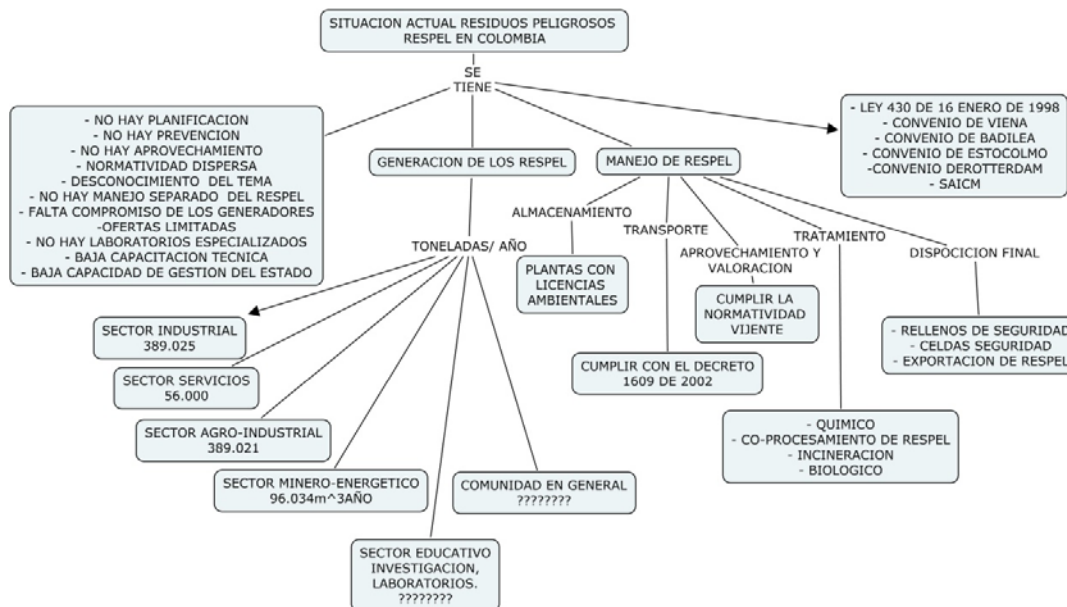 SITUACION ACTUAL RESIDUOS PELIGROSOS
RESPEL EN COLOMBIA
SE
TIENE
- NO HAY PLANIFICACION
- NO HAY PREVENCION
- NO HAY APROVECHAMIENTO
- NORMATIVIDAD DISPERSA
- DESCONOCIMIENTO DEL TEMA
- NO HAY MANEJO SEPARADO DEL RESPEL
- FALTA COMPROMISO DE LOS GENERADORES
-OFERTAS LIMITADAS
- NO HAY LABORATORIOS ESPECIALIZADOS
- BAJA CAPACITACION TECNICA
- BAJA CAPACIDAD DE GESTION DEL ESTADO
GENERACION DE LOS RESPEL
MANEJO DE RESPEL
- LEY 430 DE 16 ENERO DE 1998
- CONVENIO DE VIENA
- CONVENIO DE BADILEA
- CONVENIO DE ESTOCOLMO
-CONVENIO DEROTTERDAM
- SAICM
TONELADAS/ AÑO
SECTOR INDUSTRIAL
389.025
SECTOR SERVICIOS
56.000
SECTOR AGRO-INDUSTRIAL
389.021
SECTOR MINERO-ENERGETICO
96.034m^3AÑO
SECTOR EDUCATIVO
INVESTIGACION,
LABORATORIOS.
????????
COMUNIDAD EN GENERAL
????????
ALMACENAMIENTO
PLANTAS CON
LICENCIAS
AMBIENTALES
TRANSPORTE
CUMPLIR CON EL DECRETO
1609 DE 2002
APROVECHAMIENTO Y
VALORACION
CUMPLIR LA
NORMATIVIDAD
VIJENTE
TRATAMIENTO
- QUIMICO
- CO-PROCESAMIENTO DE RESPEL
- INCINERACION
- BIOLOGICO
DISPOCICION FINAL
- RELLENOS DE SEGURIDAD
- CELDAS SEGURIDAD
- EXPORTACION DE RESPEL